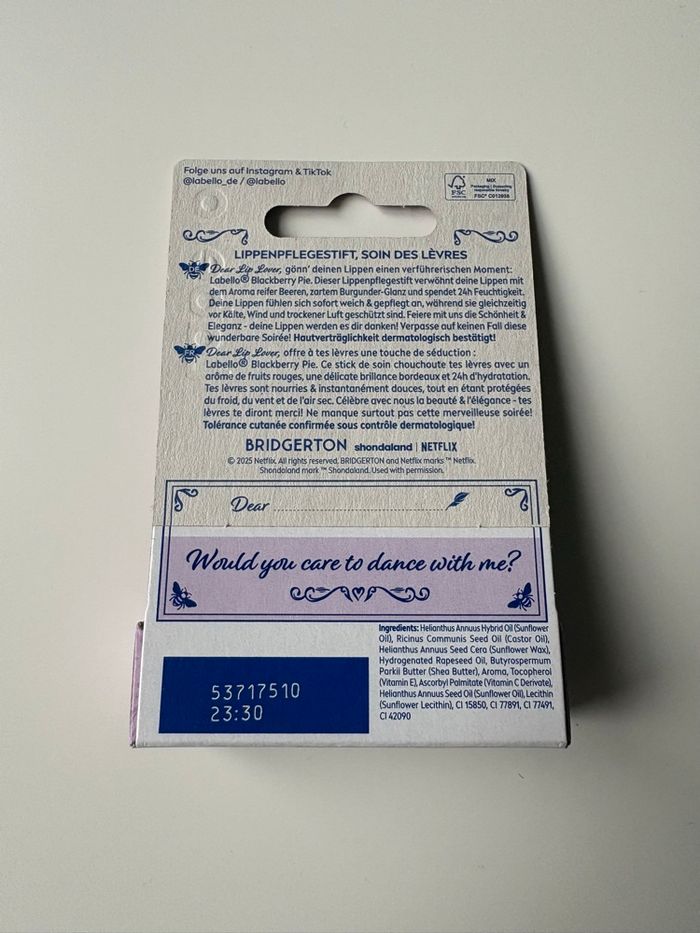 Folge uns auf Instagram & TikTok
@labello_de / @labello
FSC
MIX
Packaging | Supporting
responsible forestry
FSC® C012938
LIPPENPFLEGESTIFT, SOIN DES LÈVRES
DE Dear Lip Lover, gönn' deinen Lippen einen verführerischen Moment:
Labello® Blackberry Pie. Dieser Lippenpflegestift verwöhnt deine Lippen mit
dem Aroma reifer Beeren, zartem Burgunder-Glanz und spendet 24h Feuchtigkeit.
Deine Lippen fühlen sich sofort weich & gepflegt an, während sie gleichzeitig
vor Kälte, Wind und trockener Luft geschützt sind. Feiere mit uns die Schönheit &
Eleganz - deine Lippen werden es dir danken! Verpasse auf keinen Fall diese
wunderbare Soirée! Hautverträglichkeit dermatologisch bestätigt!
FR Dear Lip Lover, offre à tes lèvres une touche de séduction :
Labello® Blackberry Pie. Ce stick de soin chouchoute tes lèvres avec un
arôme de fruits rouges, une délicate brillance bordeaux et 24h d'hydratation.
Tes lèvres sont nourries & instantanément douces, tout en étant protégées
du froid, du vent et de l'air sec. Célèbre avec nous la beauté & l'élégance - tes
lèvres te diront merci! Ne manque surtout pas cette merveilleuse soirée!
Tolérance cutanée confirmée sous contrôle dermatologique!
BRIDGERTON shondaland | NETFLIX
© 2025 Netflix. All rights reserved. BRIDGERTON and Netflix marks ™ Netflix.
Shondaland mark ™ Shondaland. Used with permission.
Dear ........................................
Would you care to dance with me?
Ingredients: Helianthus Annuus Hybrid Oil (Sunflower
Oil), Ricinus Communis Seed Oil (Castor Oil),
Helianthus Annuus Seed Cera (Sunflower Wax),
Hydrogenated Rapeseed Oil, Butyrospermum
Parkii Butter (Shea Butter), Aroma, Tocopherol
(Vitamin E), Ascorbyl Palmitate (Vitamin C Derivate),
Helianthus Annuus Seed Oil (Sunflower Oil), Lecithin
(Sunflower Lecithin), CI 15850, CI 77891, CI 77491,
CI 42090
53717510
23:30